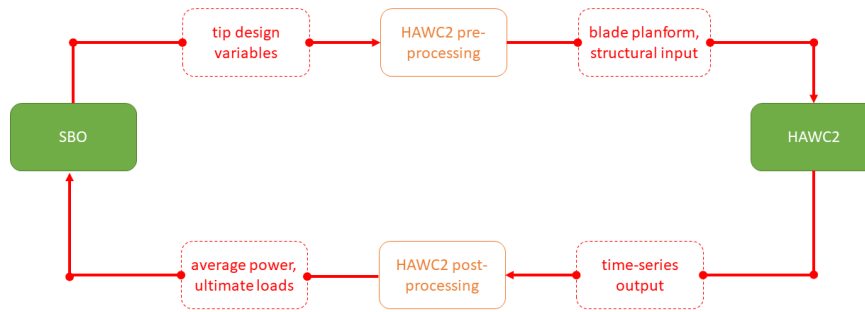 tip design
variables
HAWC2 pre-
processing
blade planform,
structural input
SBO
HAWC2
average power,
ultimate loads
HAWC2 post-
processing
time-series
output